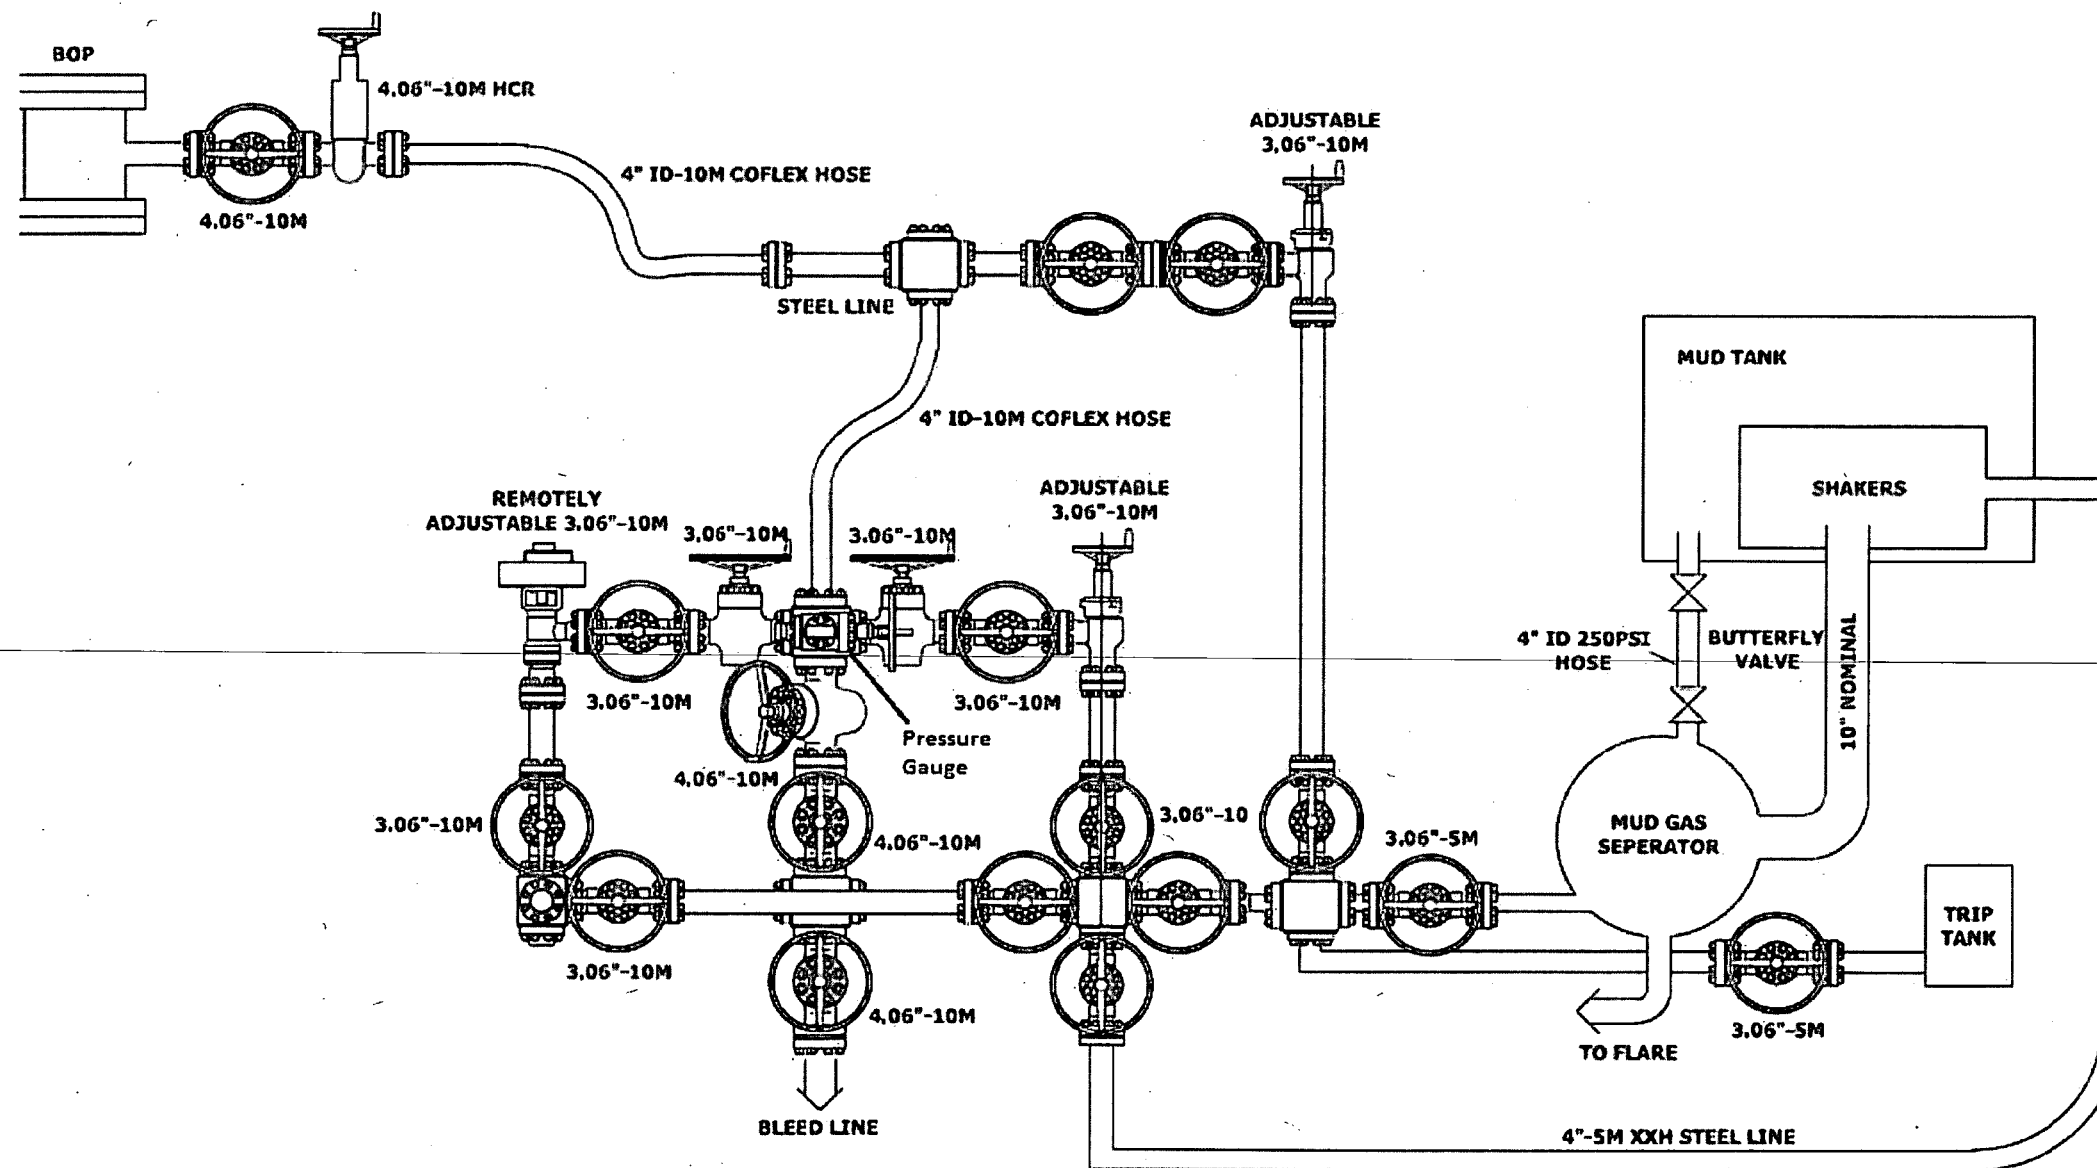 BOP
4.06"-10M HCR
4.06"-10M
4" ID-10M COFLEX HOSE
ADJUSTABLE
3.06"-10M
STEEL LINE
MUD TANK
4" ID-10M COFLEX HOSE
SHAKERS
REMOTELY
ADJUSTABLE 3.06"-10M
3.06"-10M
3.06"-10M
ADJUSTABLE
3.06"-10M
4" ID 250PSI
HOSE
BUTTERFLY
VALVE
10" NOMINAL
3.06"-10M
3.06"-10M
Pressure
Gauge
4.06"-10M
3.06"-10M
4.06"-10M
3.06"-10
3.06"-5M
MUD GAS
SEPERATOR
TRIP
TANK
3.06"-10M
4.06"-10M
3.06"-5M
TO FLARE
BLEED LINE
4"-5M XXH STEEL LINE